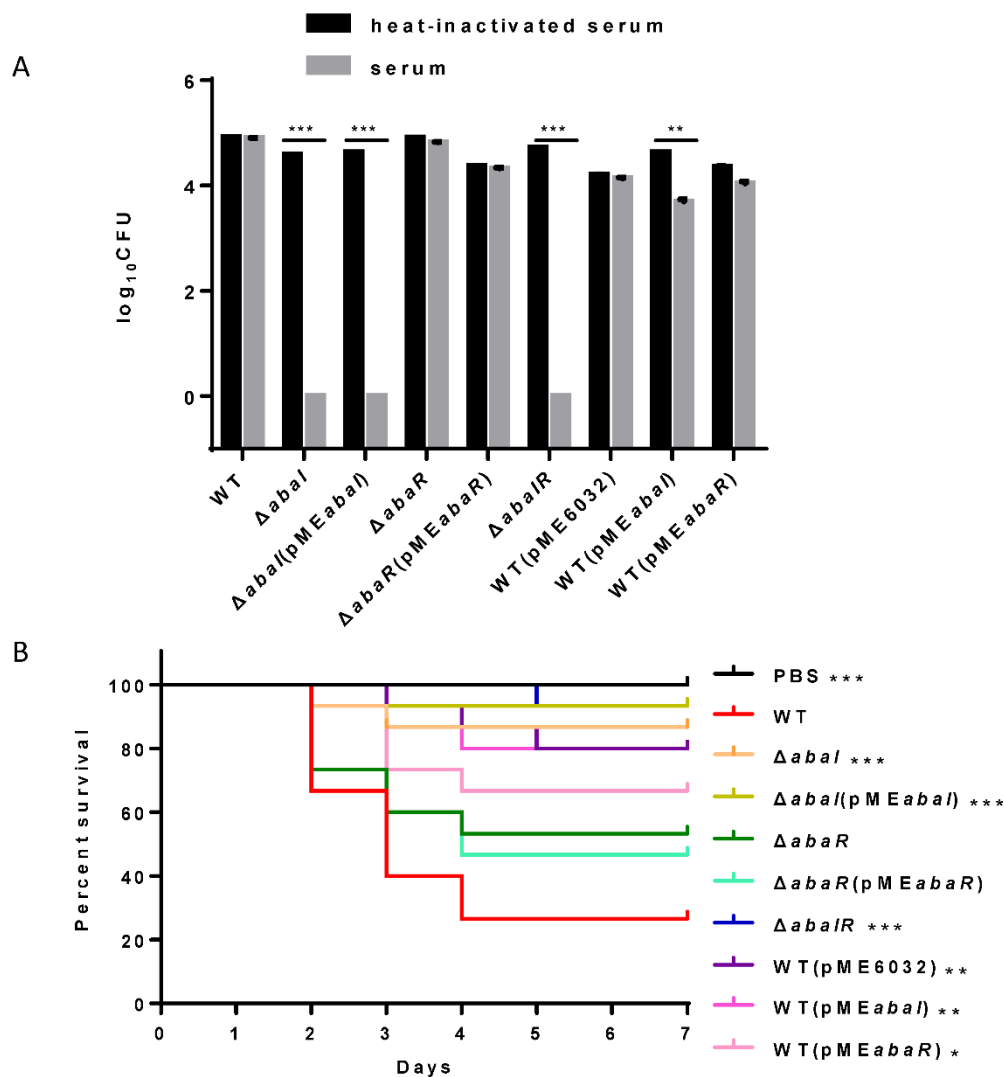 heat-inactivated serum
serum
A
6
4
2
0
log₁₀CFU
*** *** *** **
WT
ΔabaI
ΔabaI(pMEabaI)
ΔabaR
ΔabaR(pMEabaR)
ΔabaIR
WT(pME6032)
WT(pMEabaI)
WT(pMEabaR)
B
100
80
60
40
20
0
Percent survival
0 1 2 3 4 5 6 7
Days
PBS ***
WT
ΔabaI ***
ΔabaI(pMEabaI) ***
ΔabaR
ΔabaR(pMEabaR)
ΔabaIR ***
WT(pME6032) **
WT(pMEabaI) **
WT(pMEabaR) *